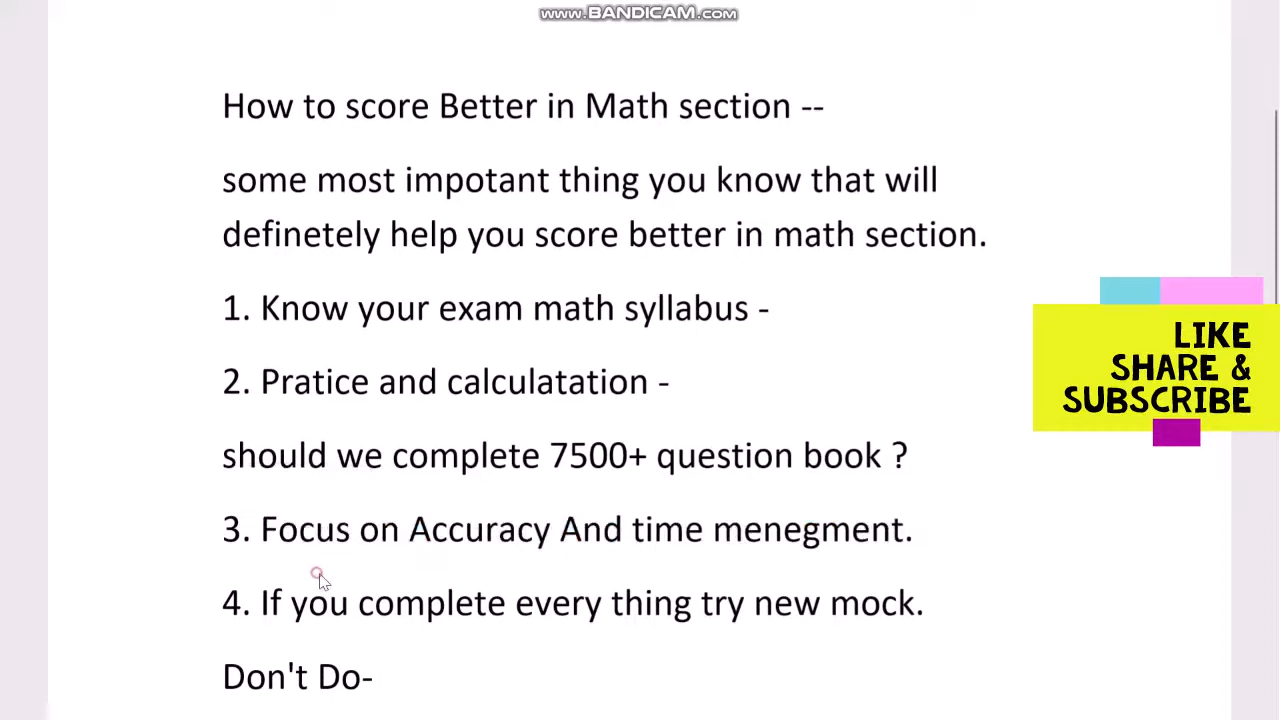 www.BANDICAM.com
How to score Better in Math section --
some most impotant thing you know that will
definetely help you score better in math section.
1. Know your exam math syllabus -
2. Pratice and calculatation -
should we complete 7500+ question book ?
3. Focus on Accuracy And time menegment.
4. If you complete every thing try new mock.
Don't Do-
LIKE
SHARE &
SUBSCRIBE